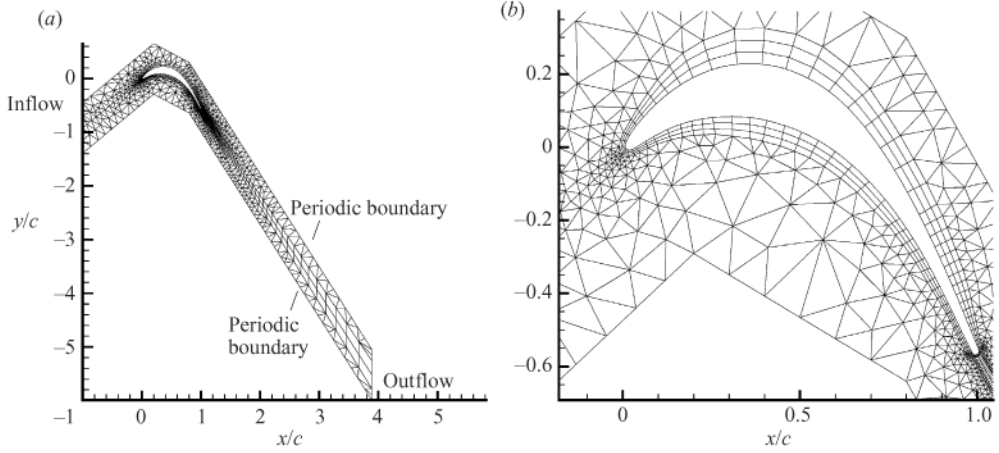 (a)
0
Inflow
–1
–2
y/c
Periodic boundary
–3
–4
Periodic
boundary
–5
Outflow
–1 0 1 2 3 4 5
x/c
(b)
0.2
0
–0.2
–0.4
–0.6
0 0.5 1.0
x/c